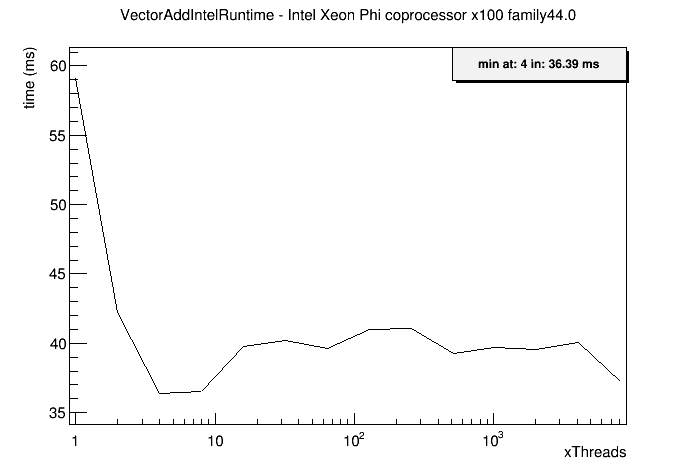 VectorAddIntelRuntime - Intel Xeon Phi coprocessor x100 family44.0
time (ms)
min at: 4 in: 36.39 ms
60
55
50
45
40
35
1
10
10²
10³
xThreads